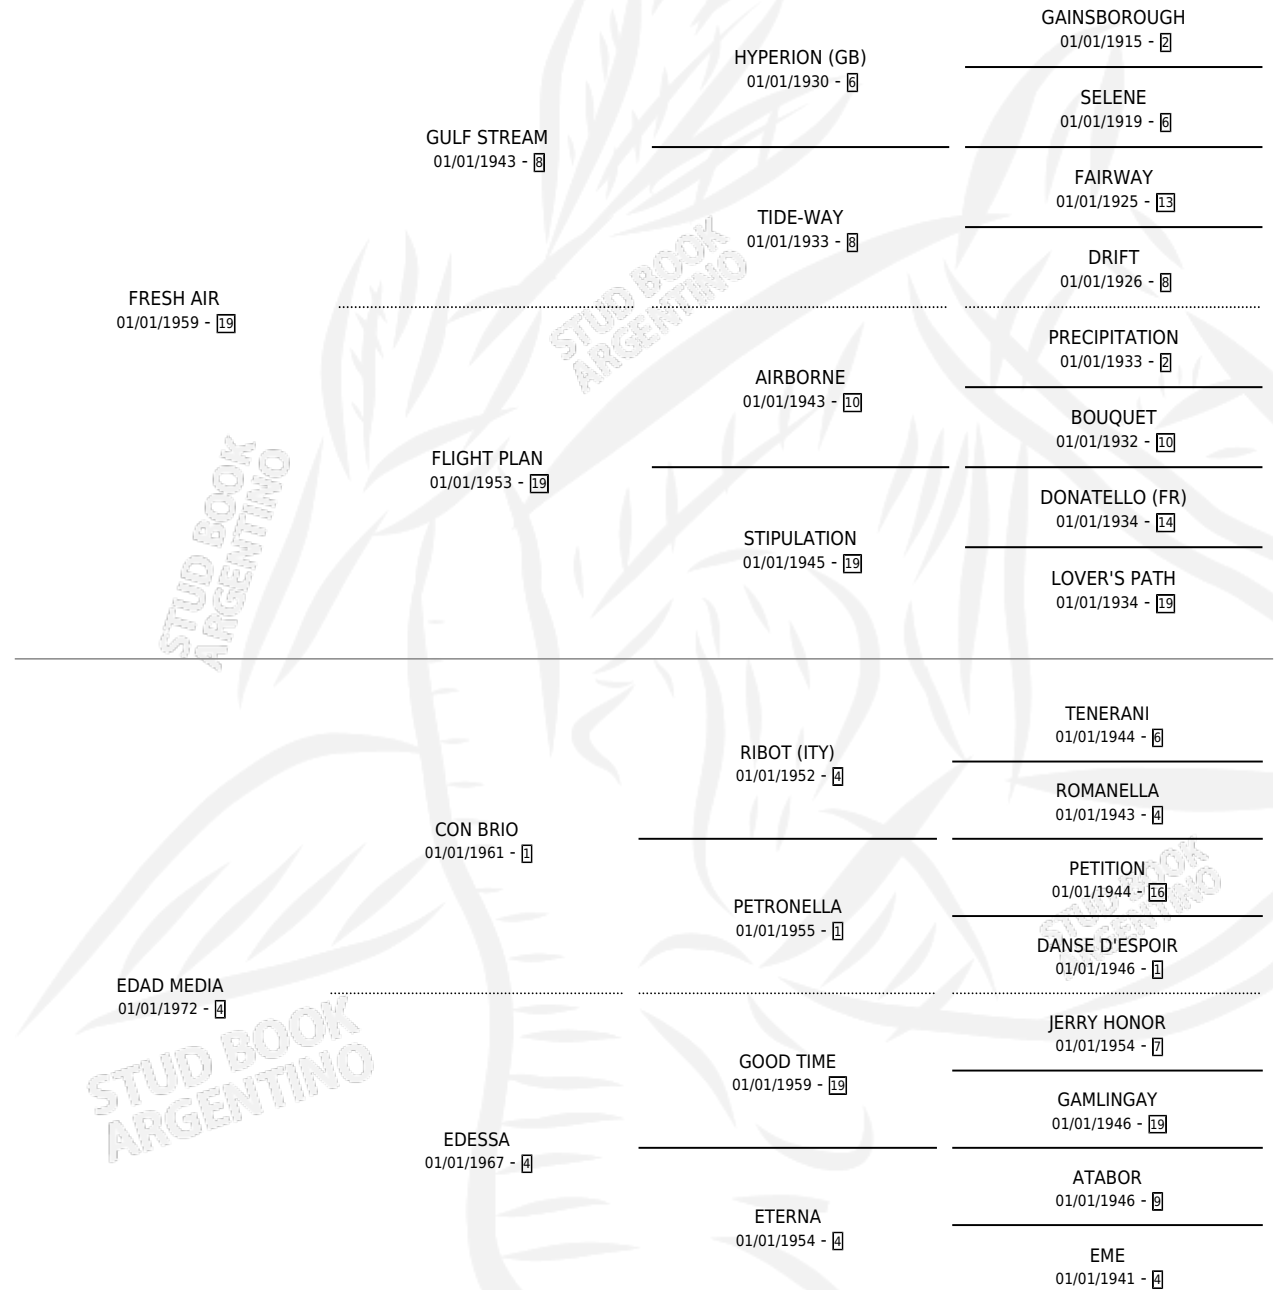 GAINSBOROUGH
01/01/1915 - 2
HYPERION (GB)
01/01/1930 - 6
SELENE
01/01/1919 - 6
GULF STREAM
01/01/1943 - 8
FAIRWAY
01/01/1925 - 13
TIDE-WAY
01/01/1933 - 8
DRIFT
01/01/1926 - 8
FRESH AIR
01/01/1959 - 19
STUD BOOK
ARGENTINO
PRECIPITATION
01/01/1933 - 2
AIRBORNE
01/01/1943 - 10
BOUQUET
01/01/1932 - 10
FLIGHT PLAN
01/01/1953 - 19
DONATELLO (FR)
01/01/1934 - 14
STIPULATION
01/01/1945 - 19
LOVER'S PATH
01/01/1934 - 19
STUD BOOK
ARGENTINO
TENERANI
01/01/1944 - 6
RIBOT (ITY)
01/01/1952 - 4
ROMANELLA
01/01/1943 - 4
CON BRIO
01/01/1961 - 1
PETITION
01/01/1944 - 16
PETRONELLA
01/01/1955 - 1
DANSE D'ESPOIR
01/01/1946 - 1
STUD BOOK
ARGENTINO
EDAD MEDIA
01/01/1972 - 4
JERRY HONOR
01/01/1954 - 7
GOOD TIME
01/01/1959 - 19
GAMLINGAY
01/01/1946 - 19
STUD BOOK
ARGENTINO
EDESSA
01/01/1967 - 4
ATABOR
01/01/1946 - 9
ETERNA
01/01/1954 - 4
EME
01/01/1941 - 4